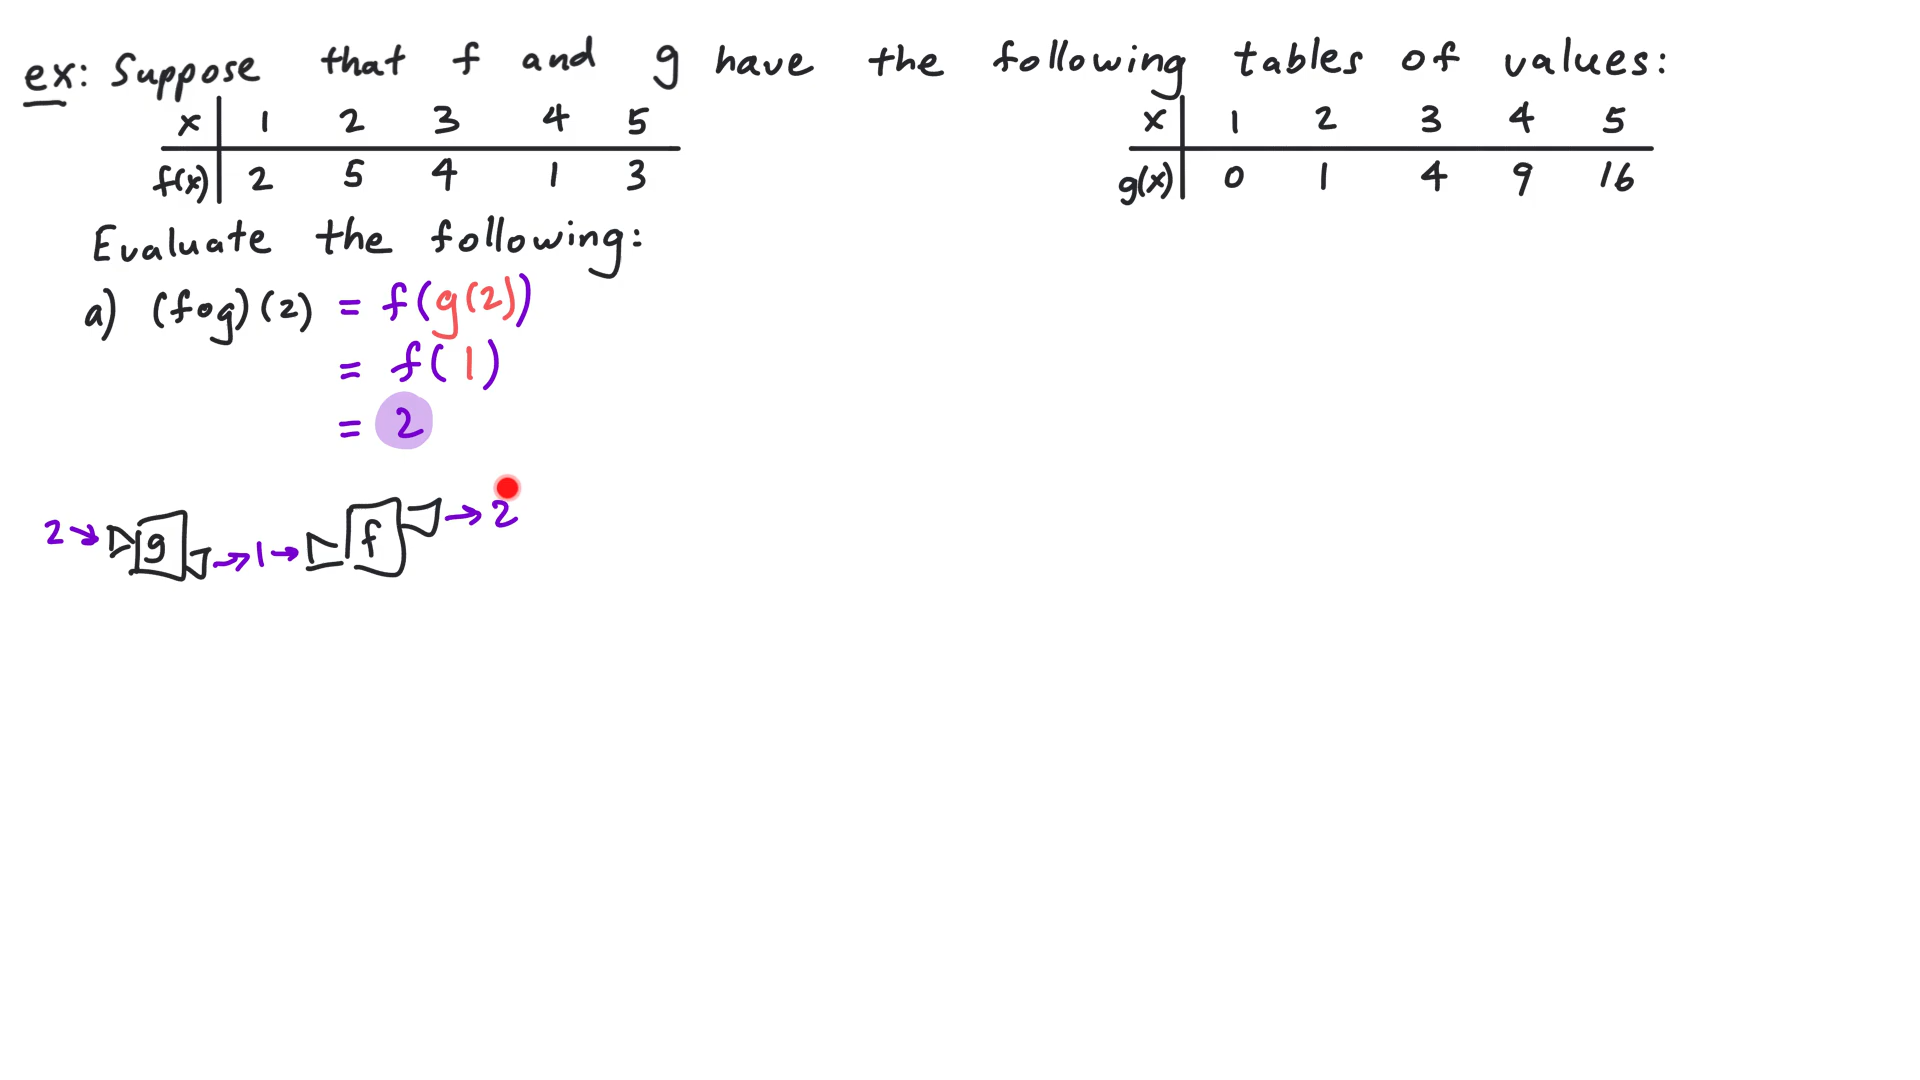 ex: Suppose that f and g have the following tables of values:
x | 1 2 3 4 5
f(x) | 2 5 4 1 3
x | 1 2 3 4 5
g(x) | 0 1 4 9 16
Evaluate the following:
a) (f∘g)(2) = f(g(2))
= f(1)
= 2
2 → g → 1 → f → 2